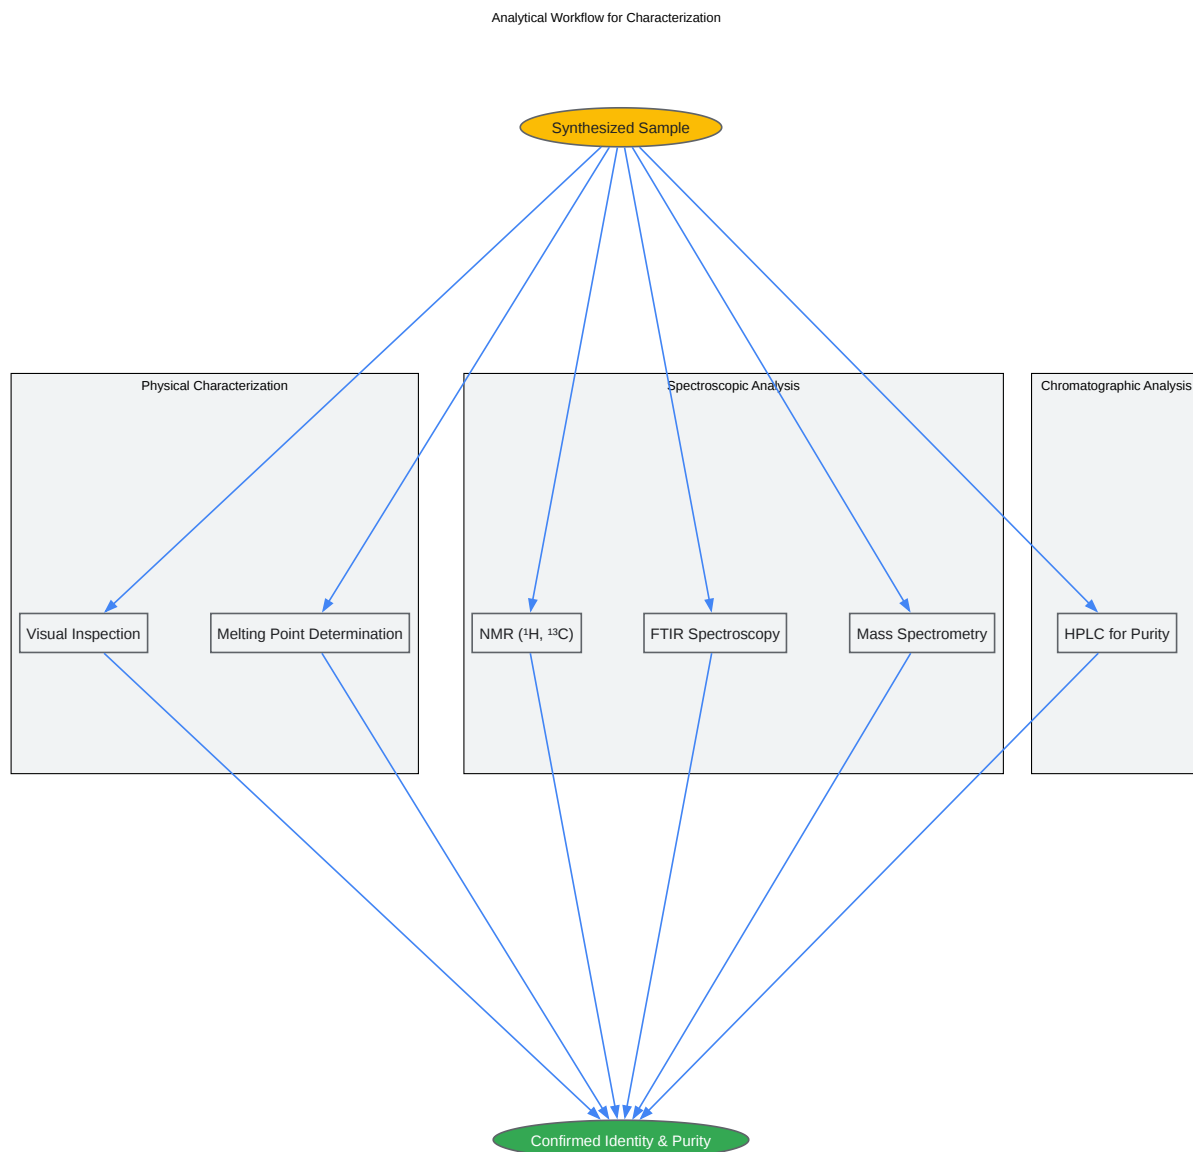 Analytical Workflow for Characterization
Synthesized Sample
Physical Characterization
Spectroscopic Analysis
Chromatographic Analysis
Visual Inspection
Melting Point Determination
NMR (¹H, ¹³C)
FTIR Spectroscopy
Mass Spectrometry
HPLC for Purity
Confirmed Identity & Purity